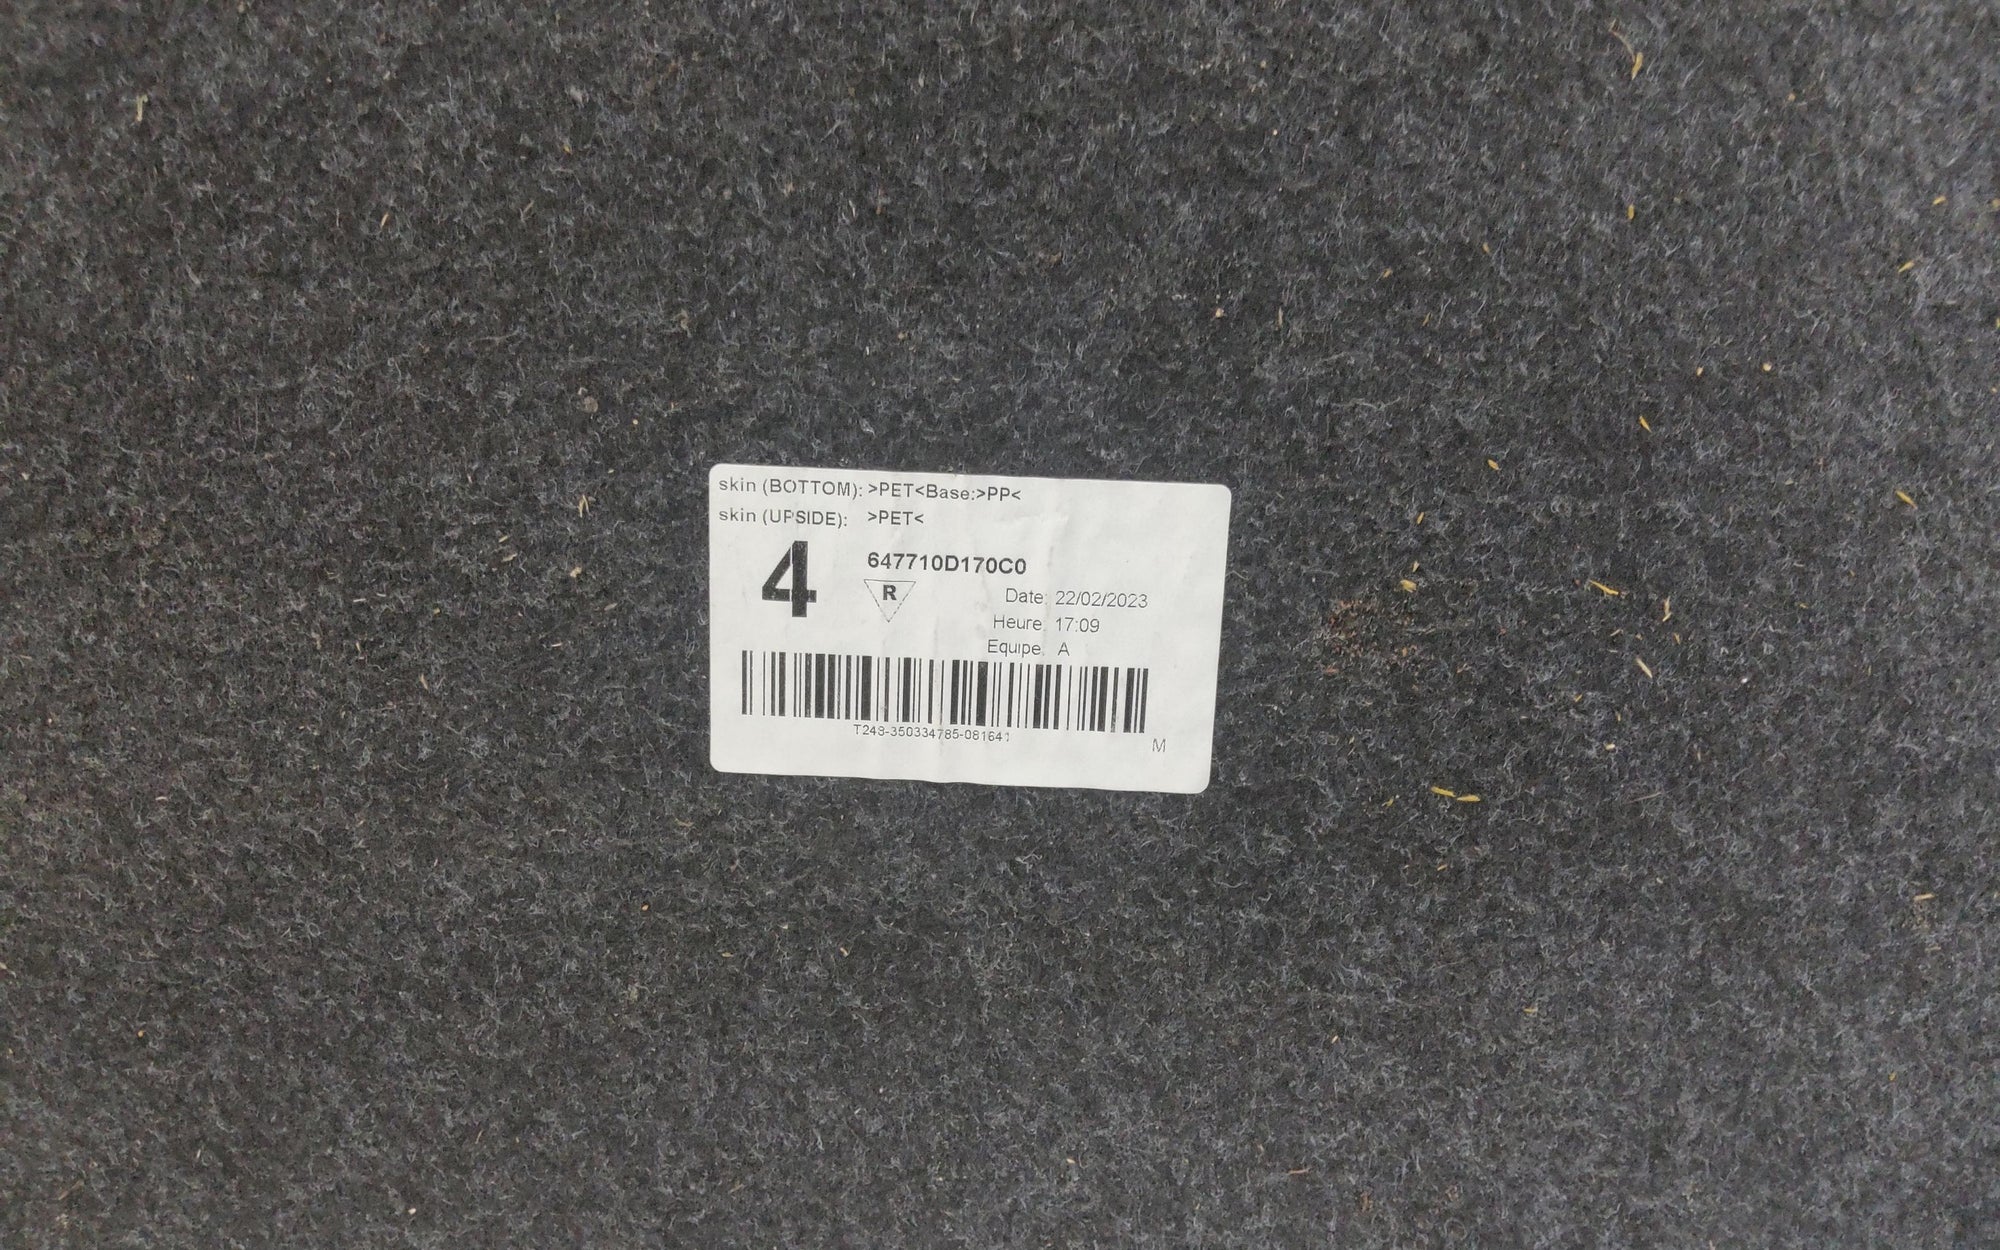 skin (BOTTOM): >PET<Base:>PP<
skin (UPSIDE): >PET<
4
647710D170C0
R
Date: 22/02/2023
Heure: 17:09
Equipe: A
T248-350334785-081641
M